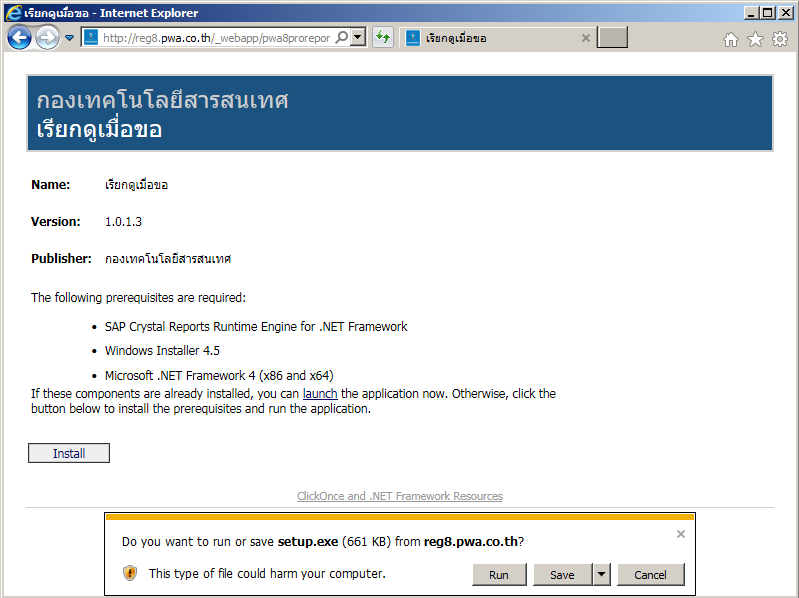 เรียกดูเมื่อขอ - Internet Explorer
http://reg8.pwa.co.th/_webapp/pwa8prorepor
เรียกดูเมื่อขอ
กองเทคโนโลยีสารสนเทศ
เรียกดูเมื่อขอ
Name: เรียกดูเมื่อขอ
Version: 1.0.1.3
Publisher: กองเทคโนโลยีสารสนเทศ
The following prerequisites are required:
• SAP Crystal Reports Runtime Engine for .NET Framework
• Windows Installer 4.5
• Microsoft .NET Framework 4 (x86 and x64)
If these components are already installed, you can launch the application now. Otherwise, click the
button below to install the prerequisites and run the application.
Install
ClickOnce and .NET Framework Resources
Do you want to run or save setup.exe (661 KB) from reg8.pwa.co.th?
This type of file could harm your computer.
Run Save Cancel